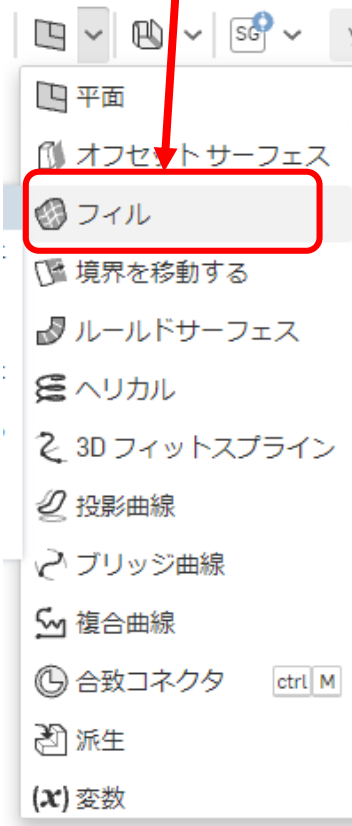 SG
平面
オフセット サーフェス
フィル
境界を移動する
ルールドサーフェス
ヘリカル
3D フィットスプライン
投影曲線
ブリッジ曲線
複合曲線
合致コネクタ ctrl M
派生
(x) 変数